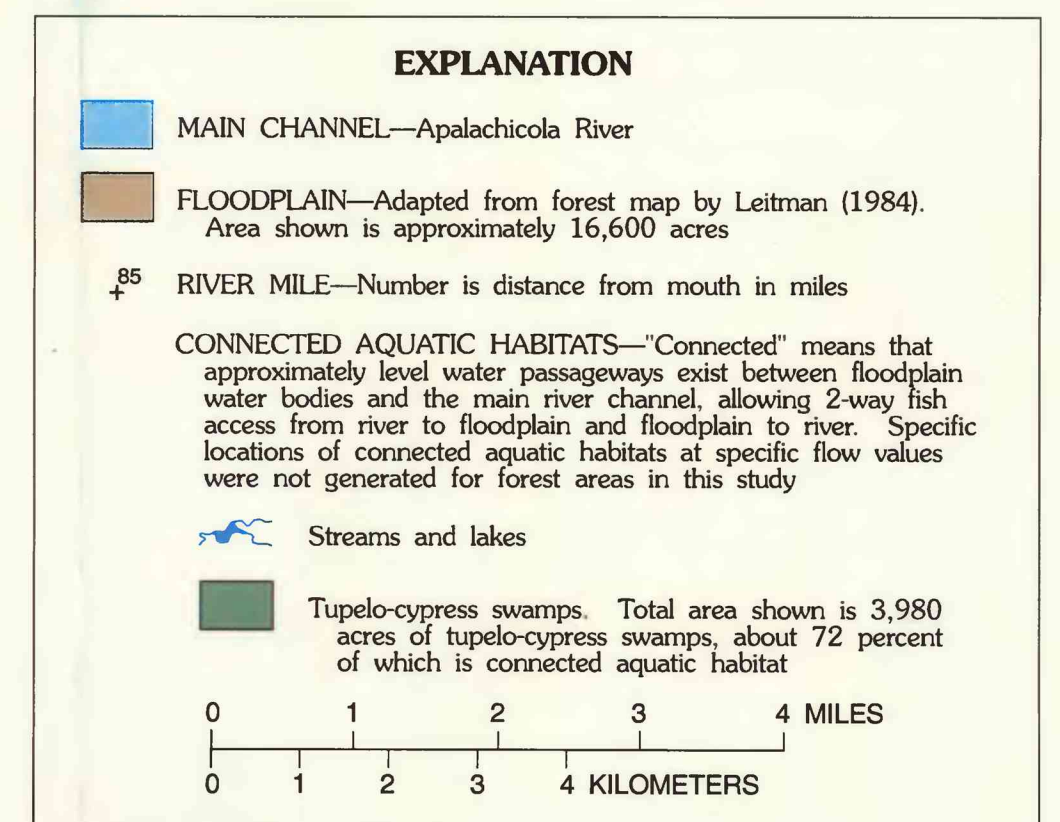 EXPLANATION
MAIN CHANNEL—Apalachicola River
FLOODPLAIN—Adapted from forest map by Leitman (1984).
Area shown is approximately 16,600 acres
85
RIVER MILE—Number is distance from mouth in miles
CONNECTED AQUATIC HABITATS—"Connected" means that
approximately level water passageways exist between floodplain
water bodies and the main river channel, allowing 2-way fish
access from river to floodplain and floodplain to river. Specific
locations of connected aquatic habitats at specific flow values
were not generated for forest areas in this study
Streams and lakes
Tupelo-cypress swamps. Total area shown is 3,980
acres of tupelo-cypress swamps, about 72 percent
of which is connected aquatic habitat
0 1 2 3 4 MILES
0 1 2 3 4 KILOMETERS